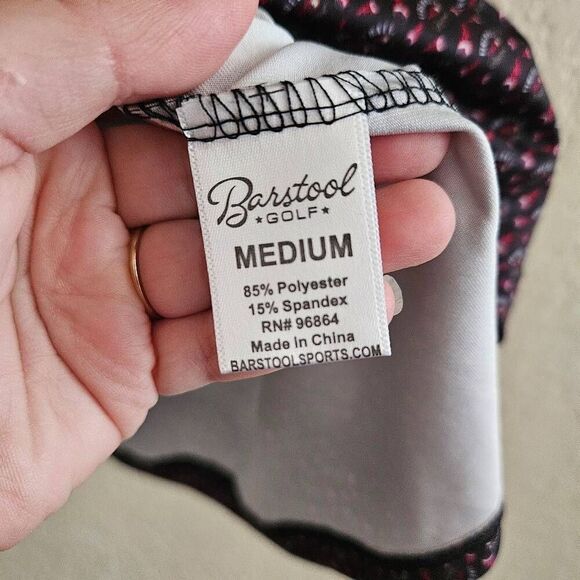 Barstool
★GOLF★
MEDIUM
85% Polyester
15% Spandex
RN# 96864
Made In China
BARSTOOLSPORTS.COM